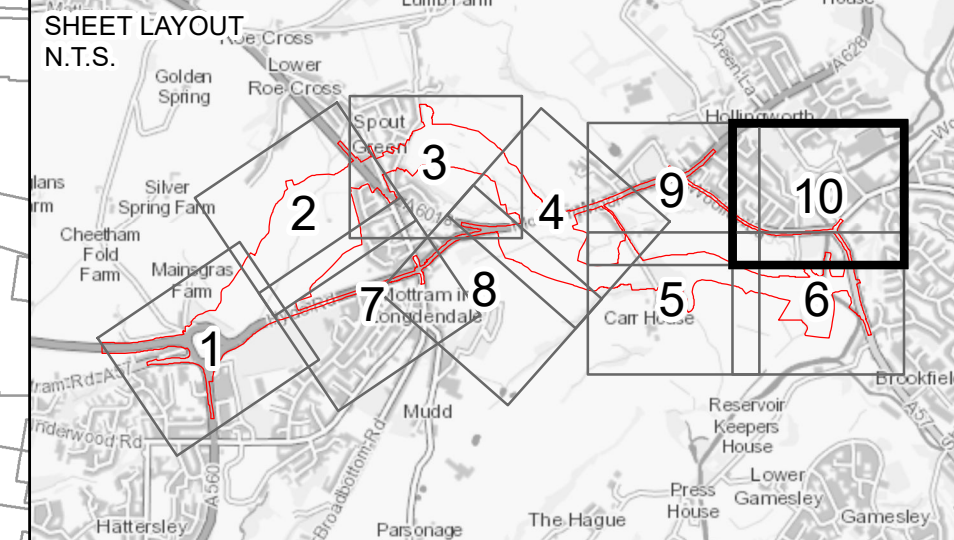 SHEET LAYOUT
N.T.S.
Roe Cross
Lower
Roe Cross
Golden
Spring
House
A628
Green La
Hollingworth
Spout
Green
3
9
10
Silver
Spring Farm
2
4
A6018
Cheetham
Fold
Farm
Mainsgras
Farm
8
7
Mottram in
Longdendale
5
6
Carr House
1
A57
Brookfiel
Underwood Rd
Mudd
Reservoir
Keepers
House
A57
A560
Broadbottom Rd
Lower
Gamesley
Press
House
Hattersley
Parsonage
The Hague
Gamesley